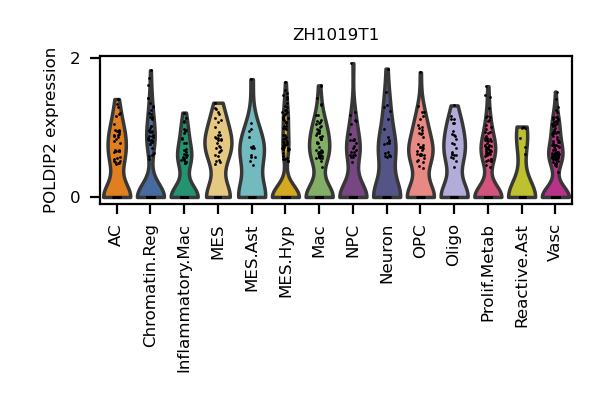 ZH1019T1
POLDIP2 expression
2
0
AC
Chromatin.Reg
Inflammatory.Mac
MES
MES.Ast
MES.Hyp
Mac
NPC
Neuron
OPC
Oligo
Prolif.Metab
Reactive.Ast
Vasc